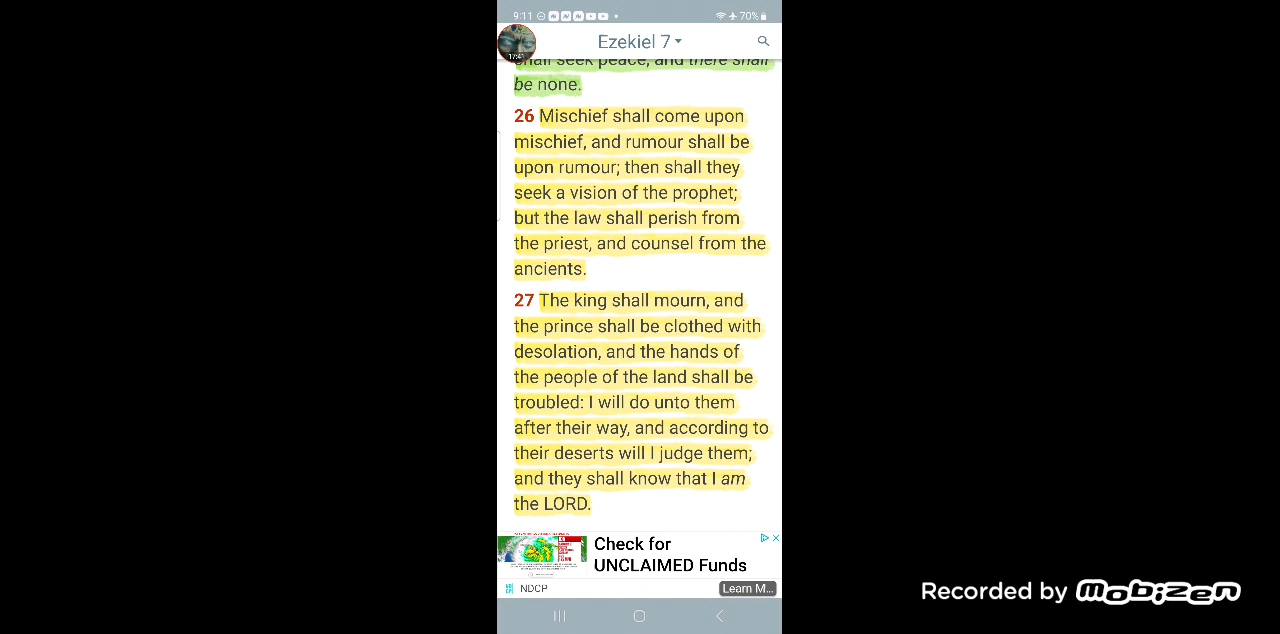 9:11 70%
Ezekiel 7
17:41
shall seek peace, and there shall
be none.
26 Mischief shall come upon
mischief, and rumour shall be
upon rumour; then shall they
seek a vision of the prophet;
but the law shall perish from
the priest, and counsel from the
ancients.
27 The king shall mourn, and
the prince shall be clothed with
desolation, and the hands of
the people of the land shall be
troubled: I will do unto them
after their way, and according to
their deserts will I judge them;
and they shall know that I am
the LORD.
Check for
UNCLAIMED Funds
NDCP
Learn M...
Recorded by mobizen